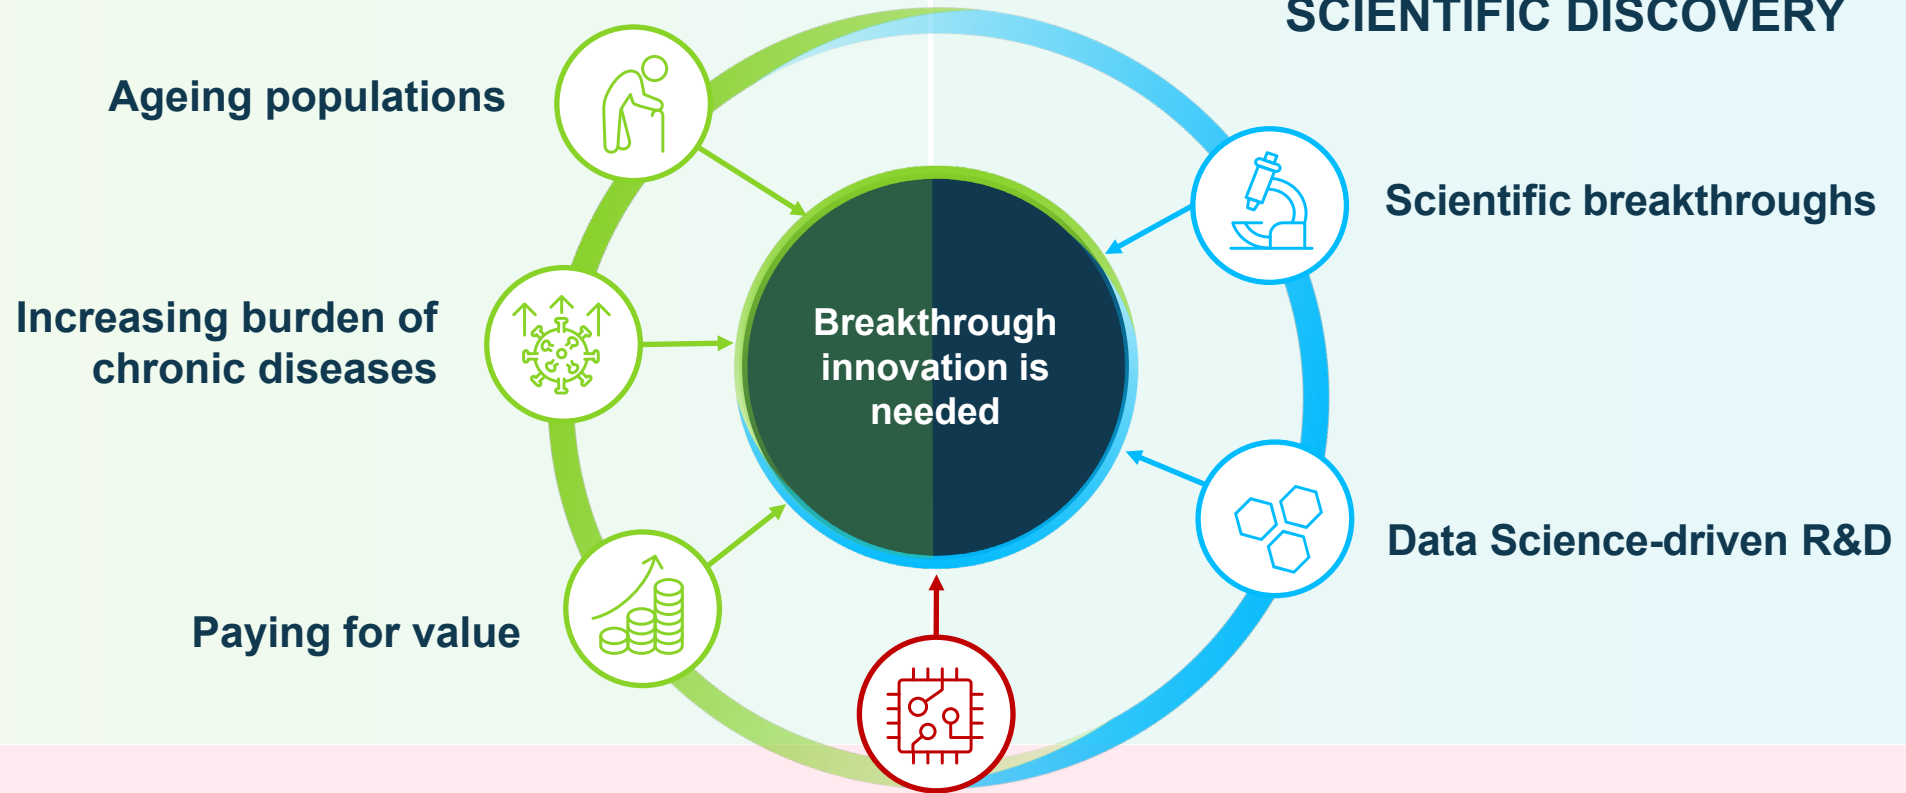 SCIENTIFIC DISCOVERY
Ageing populations
Scientific breakthroughs
Increasing burden of
chronic diseases
Breakthrough
innovation is
needed
Data Science-driven R&D
Paying for value